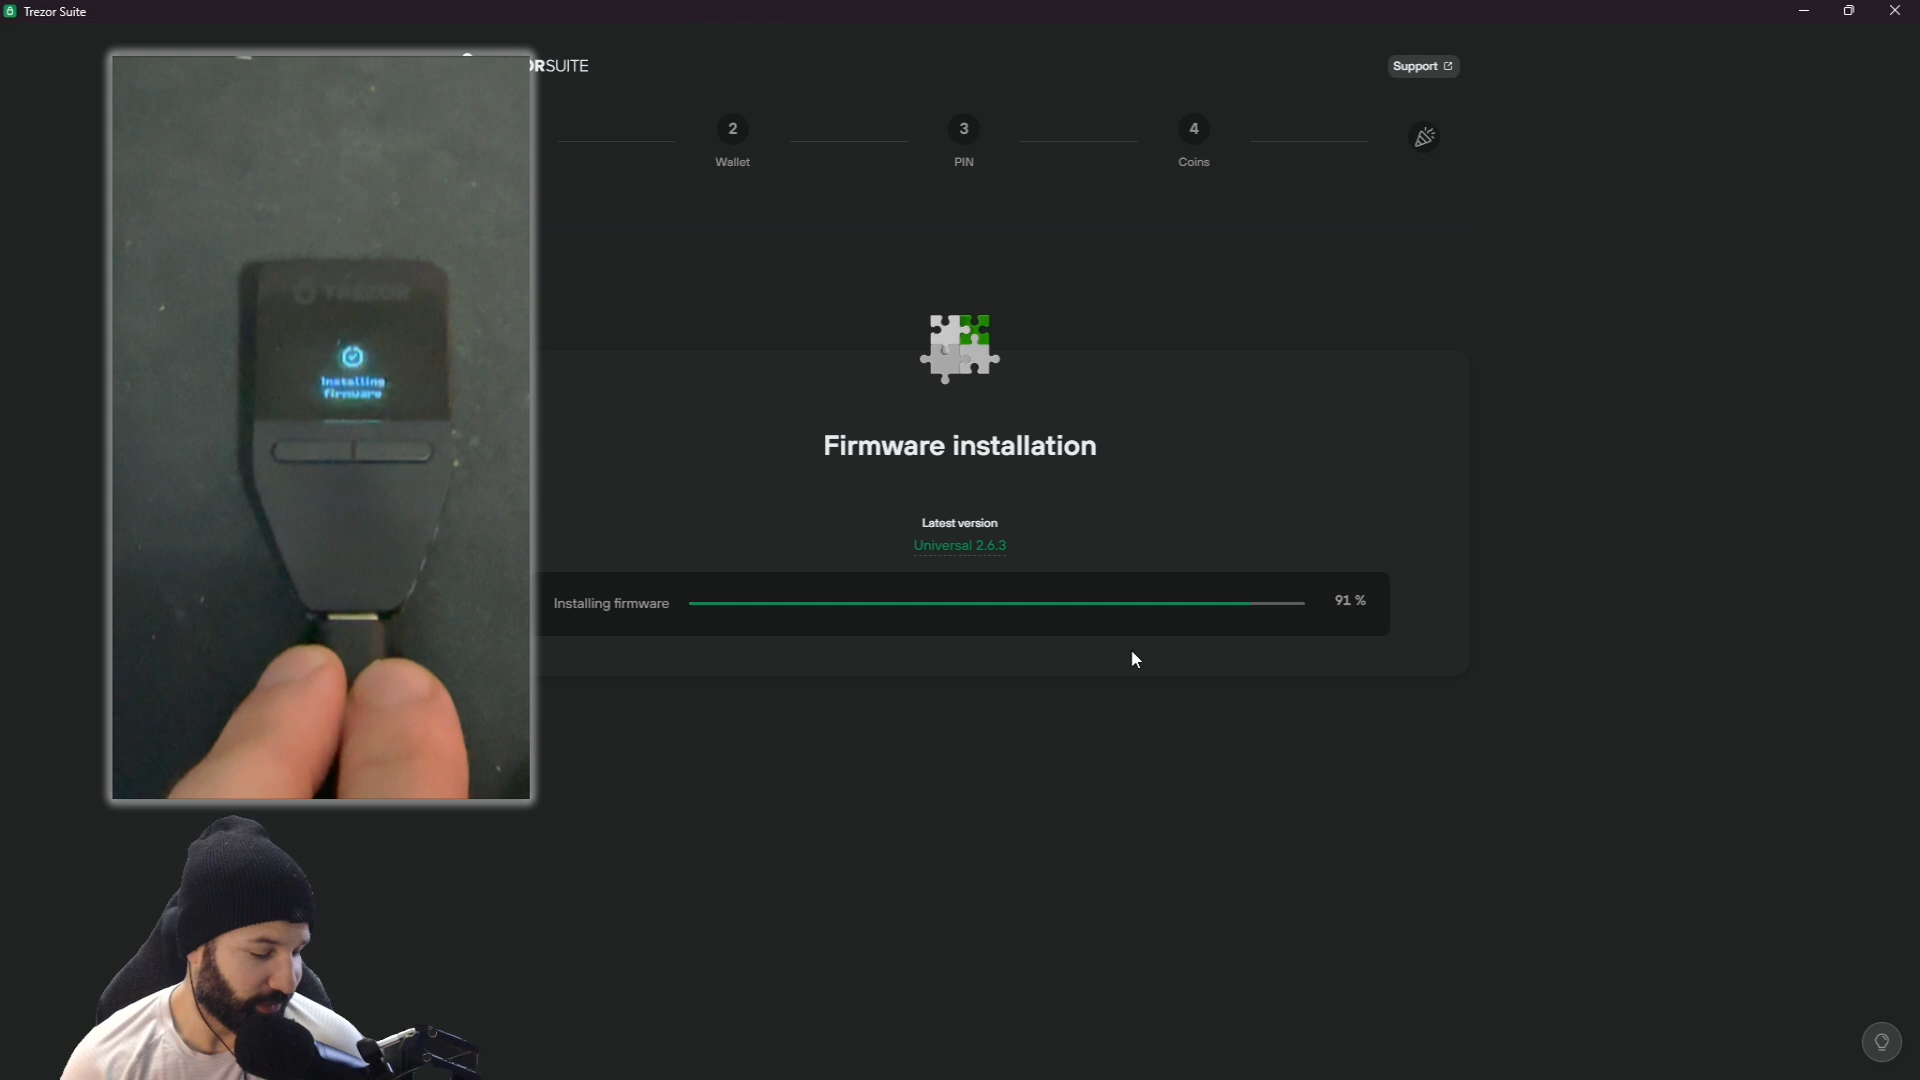 Trezor Suite
RSUITE
Support
2
3
4
Wallet
PIN
Coins
TREZOR
Installing
firmware
Firmware installation
Latest version
Universal 2.6.3
Installing firmware
91 %